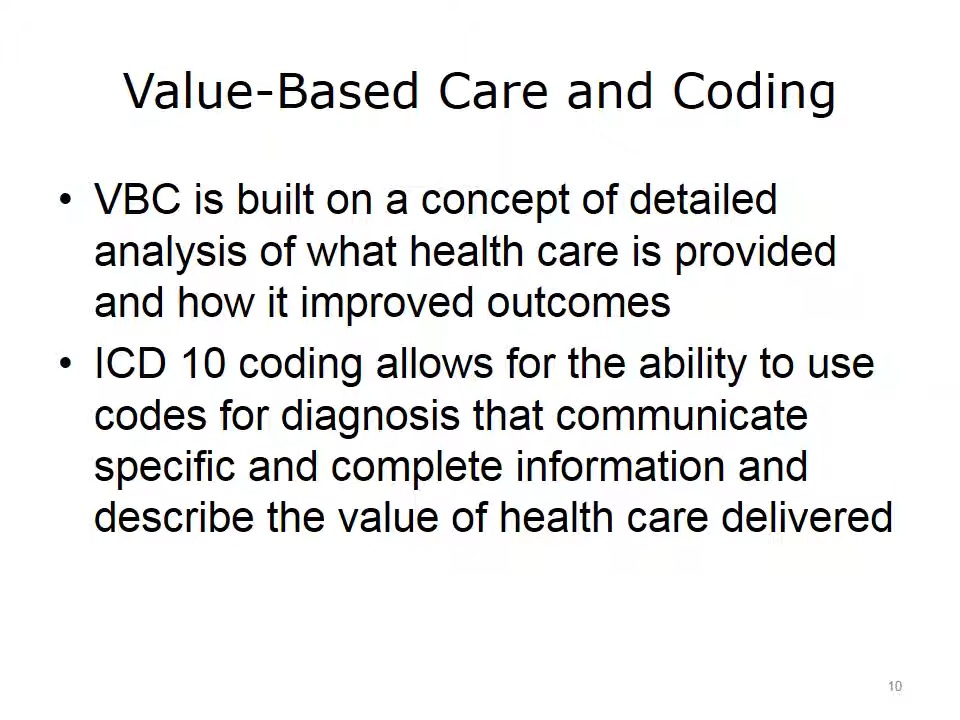 Value-Based Care and Coding
• VBC is built on a concept of detailed
analysis of what health care is provided
and how it improved outcomes
• ICD 10 coding allows for the ability to use
codes for diagnosis that communicate
specific and complete information and
describe the value of health care delivered
10